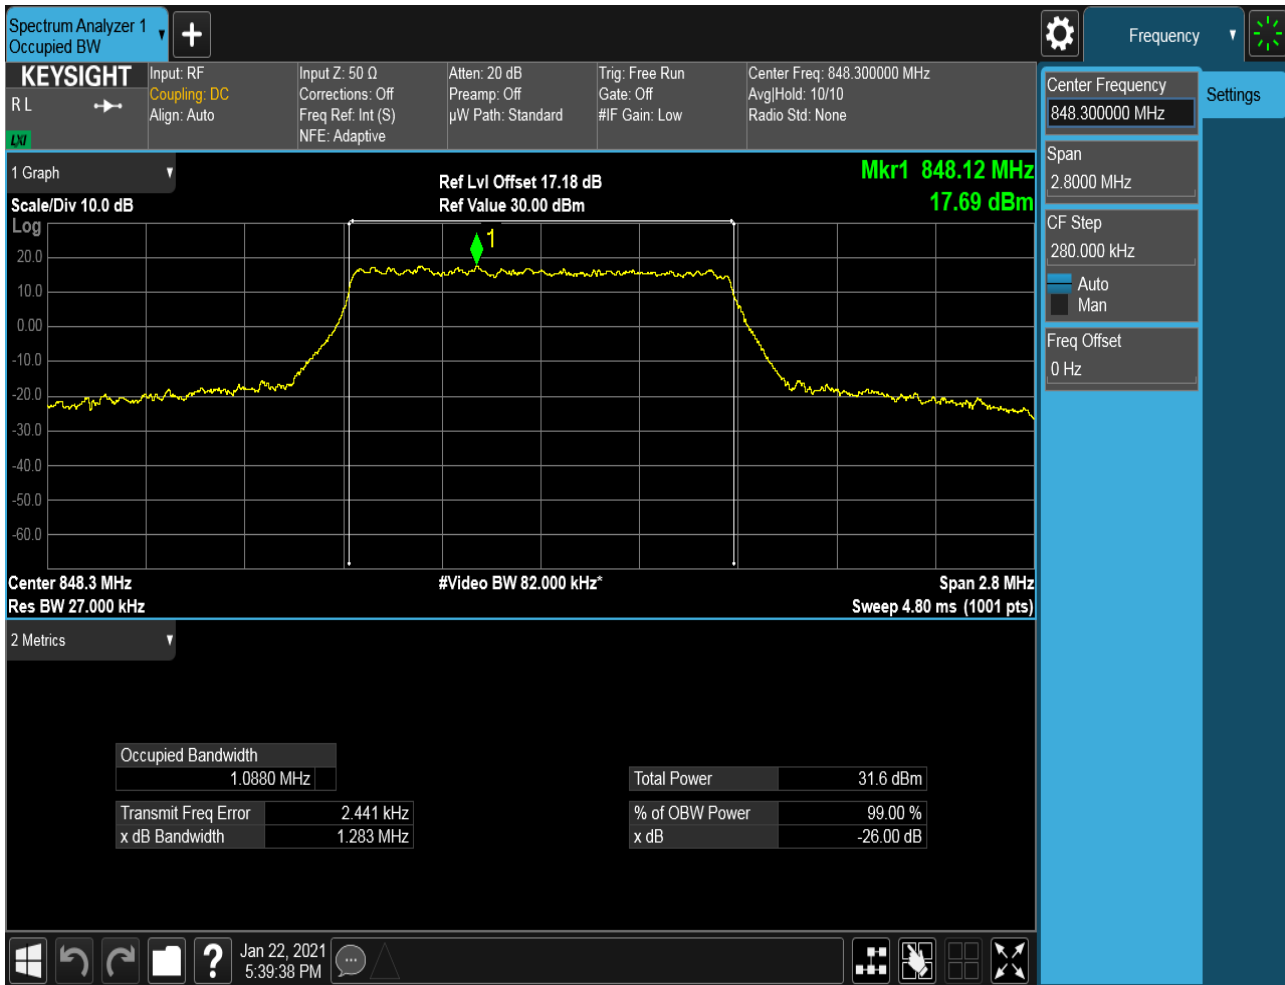 Spectrum Analyzer 1
Occupied BW
Frequency
KEYSIGHT
R L
LXI
Input: RF
Coupling: DC
Align: Auto
Input Z: 50 Ω
Corrections: Off
Freq Ref: Int (S)
NFE: Adaptive
Atten: 20 dB
Preamp: Off
µW Path: Standard
Trig: Free Run
Gate: Off
#IF Gain: Low
Center Freq: 848.300000 MHz
Avg|Hold: 10/10
Radio Std: None
Center Frequency
848.300000 MHz
Settings
Span
2.8000 MHz
CF Step
280.000 kHz
Auto
Man
Freq Offset
0 Hz
1 Graph
Scale/Div 10.0 dB
Ref Lvl Offset 17.18 dB
Ref Value 30.00 dBm
Mkr1 848.12 MHz
17.69 dBm
Log
1
20.0
10.0
0.00
-10.0
-20.0
-30.0
-40.0
-50.0
-60.0
Center 848.3 MHz
#Video BW 82.000 kHz*
Span 2.8 MHz
Res BW 27.000 kHz
Sweep 4.80 ms (1001 pts)
2 Metrics
Occupied Bandwidth
1.0880 MHz
Total Power 31.6 dBm
Transmit Freq Error 2.441 kHz
% of OBW Power 99.00 %
x dB Bandwidth 1.283 MHz
x dB -26.00 dB
?
Jan 22, 2021
5:39:38 PM